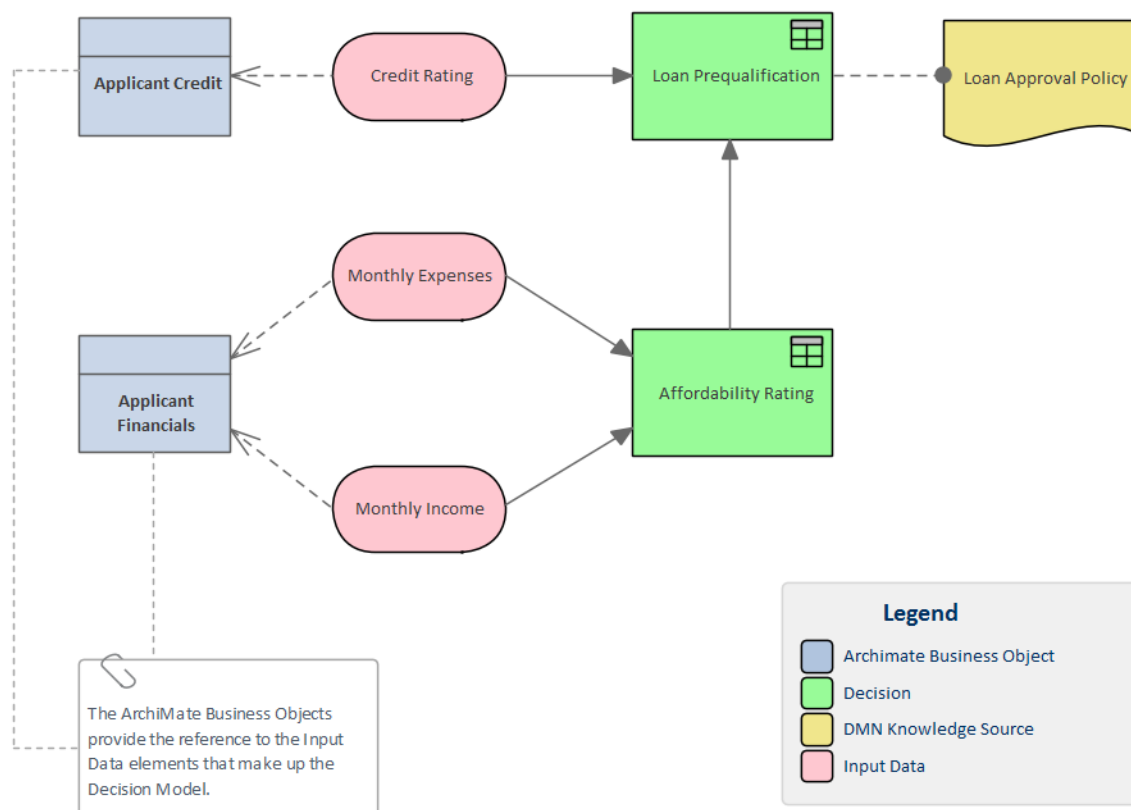 Applicant Credit
Credit Rating
Loan Prequalification
Loan Approval Policy
Monthly Expenses
Applicant
Financials
Affordability Rating
Monthly Income
Legend
Archimate Business Object
Decision
DMN Knowledge Source
Input Data
The ArchiMate Business Objects
provide the reference to the Input
Data elements that make up the
Decision Model.